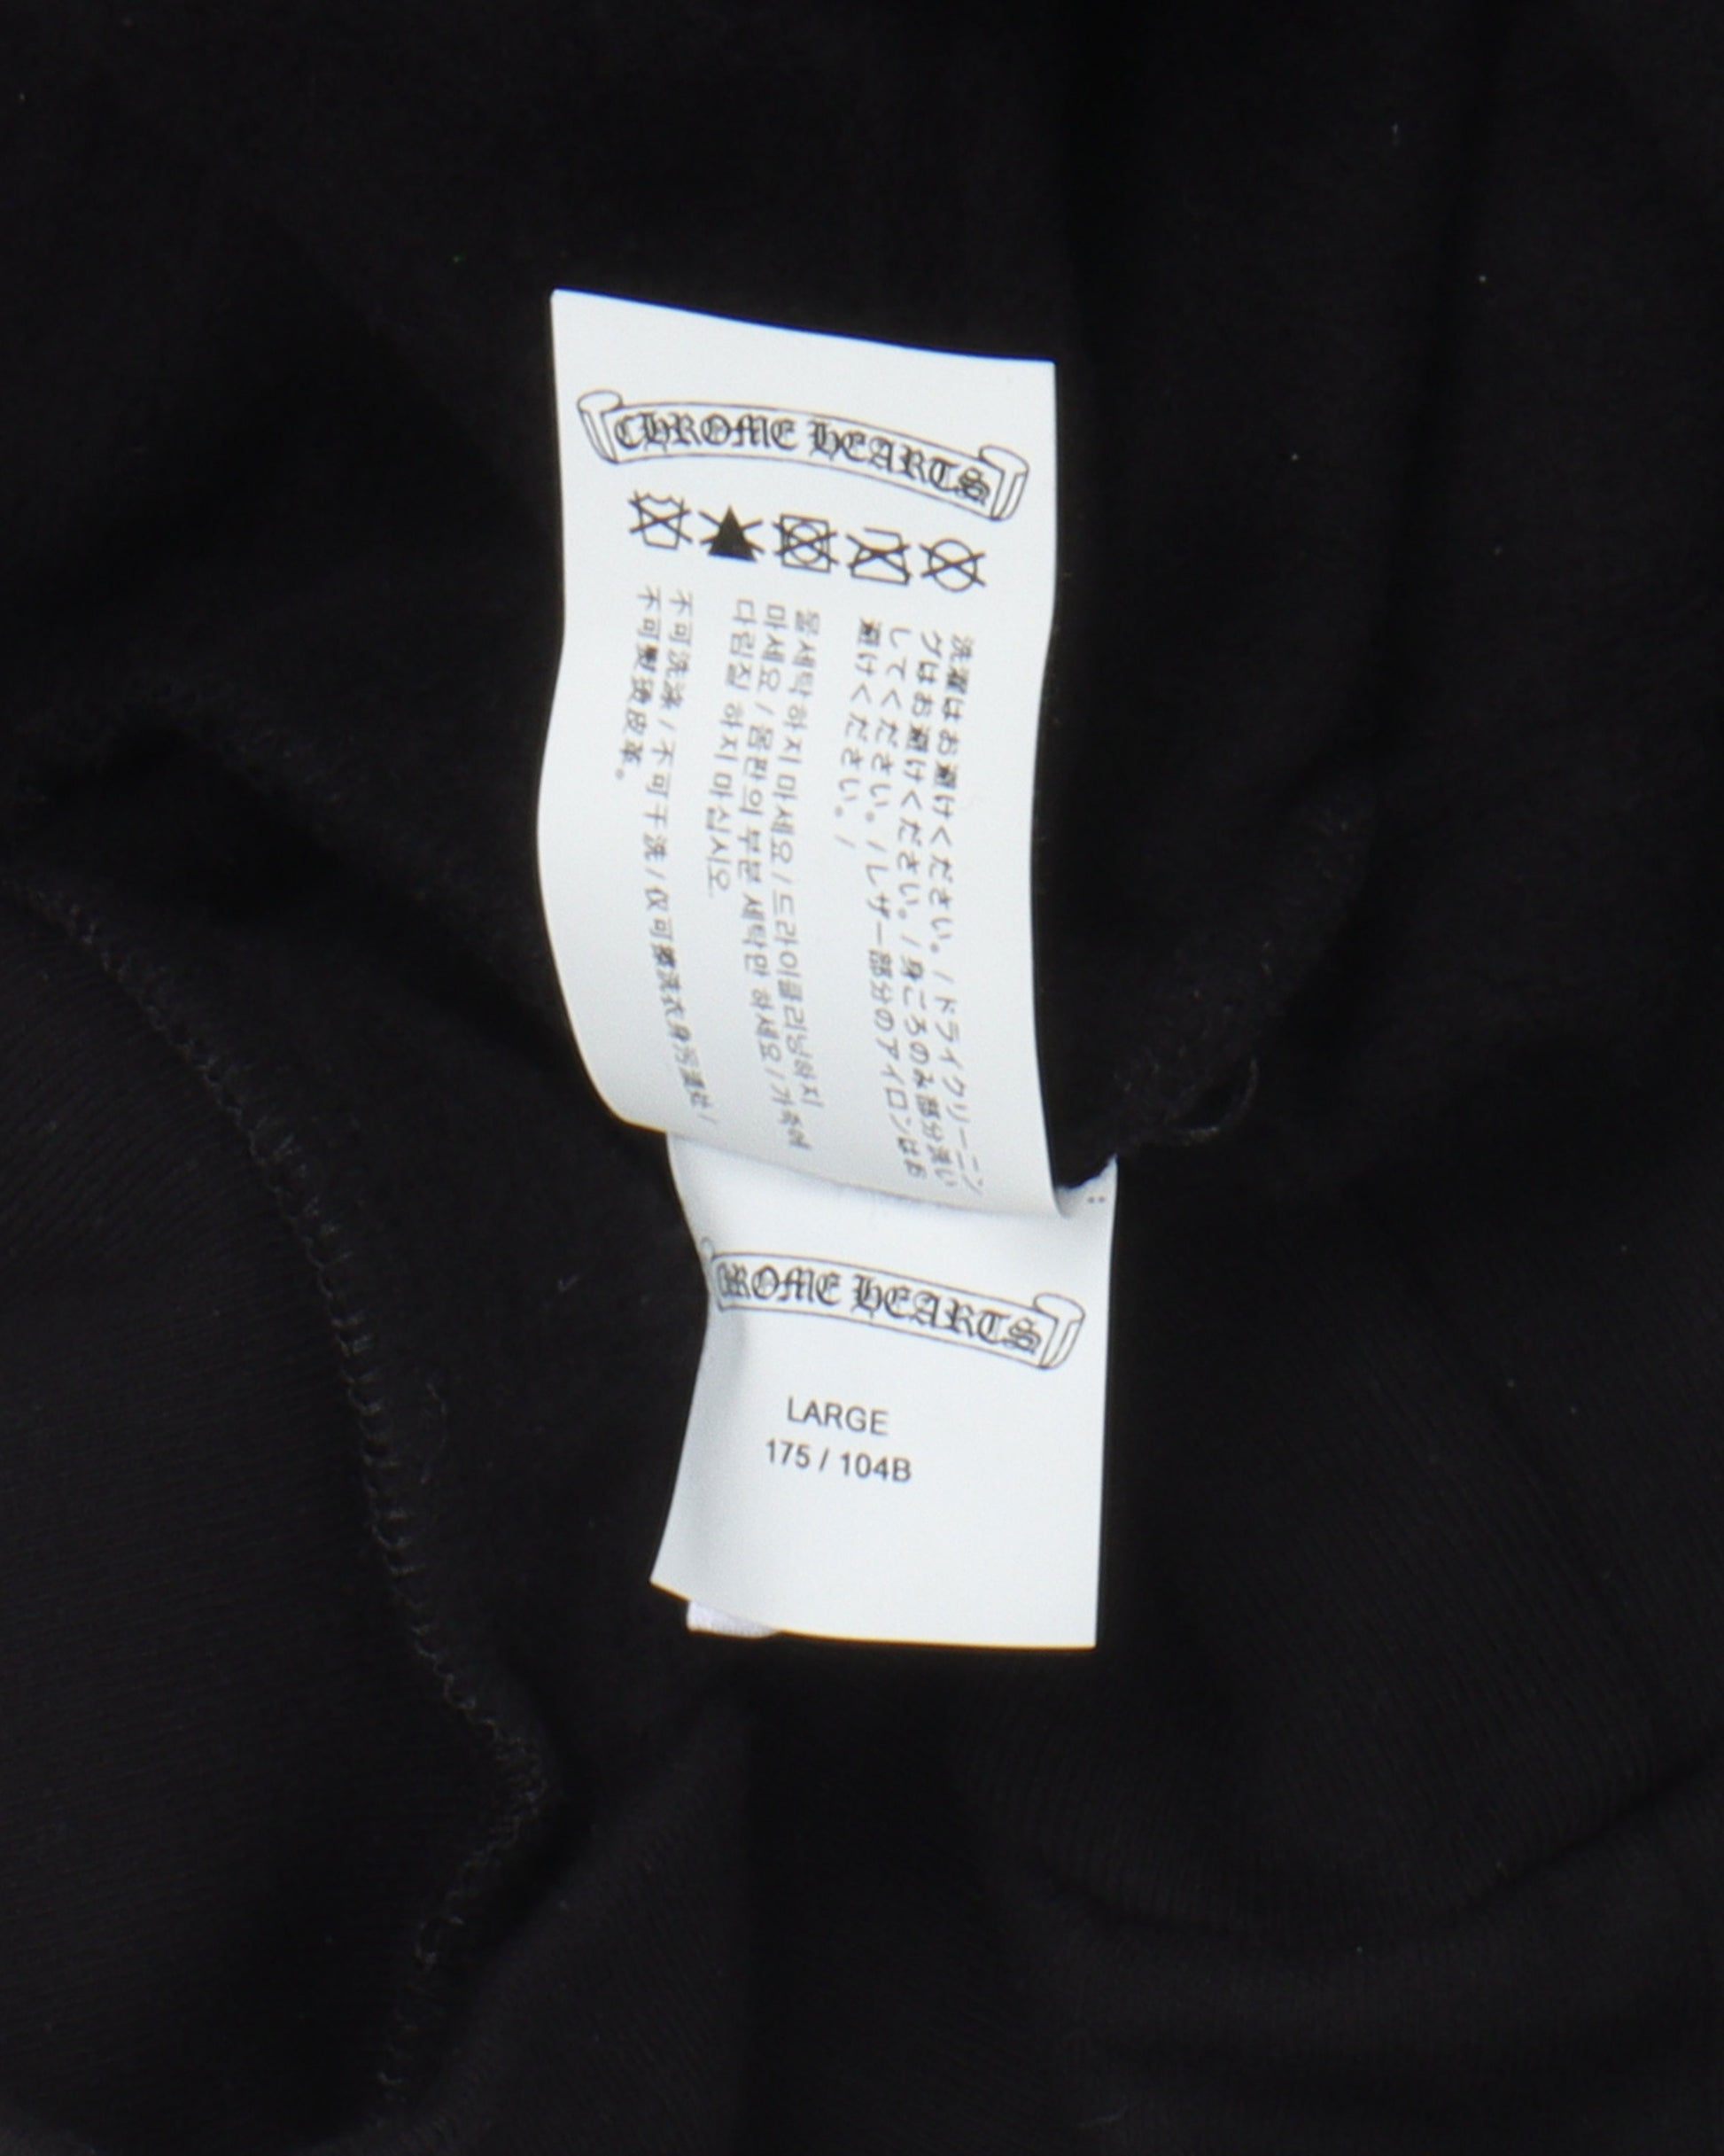 CHROME HEARTS
洗濯はお避けください。/ ドライクリーニン
グはお避けください。/ 身ごろのみ部分洗い
してください。/ レザー部分のアイロンはお
避けください。/
물세탁 하지 마세요 / 드라이클리닝하지
마세요 / 몸판의 부분 세탁만 하세요 / 가죽에
다림질 하지 마십시오.
不可洗涤 / 不可干洗 / 仅可擦洗衣身污渍处 /
不可熨烫皮革。
ROME HEARTS
LARGE
175 / 104B